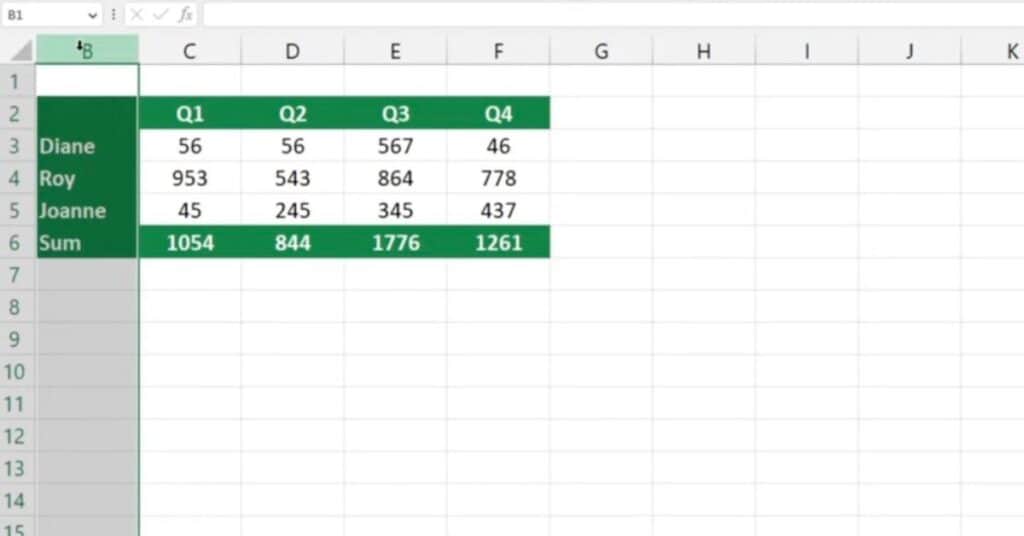 B1 fx
B C D E F G H I J K
1
2 Q1 Q2 Q3 Q4
3 Diane 56 56 567 46
4 Roy 953 543 864 778
5 Joanne 45 245 345 437
6 Sum 1054 844 1776 1261
7
8
9
10
11
12
13
14
15